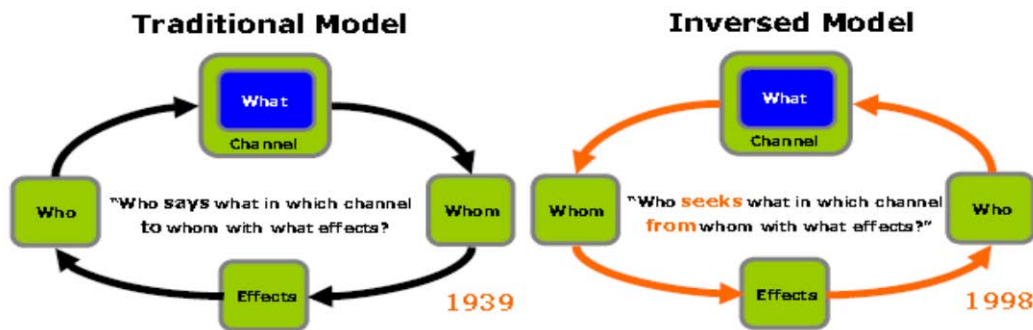 Traditional Model
What
Channel
Who
"Who says what in which channel
to whom with what effects?
Whom
Effects
1939
Inversed Model
What
Channel
Whom
"Who seeks what in which channel
from whom with what effects?"
Who
Effects
1998